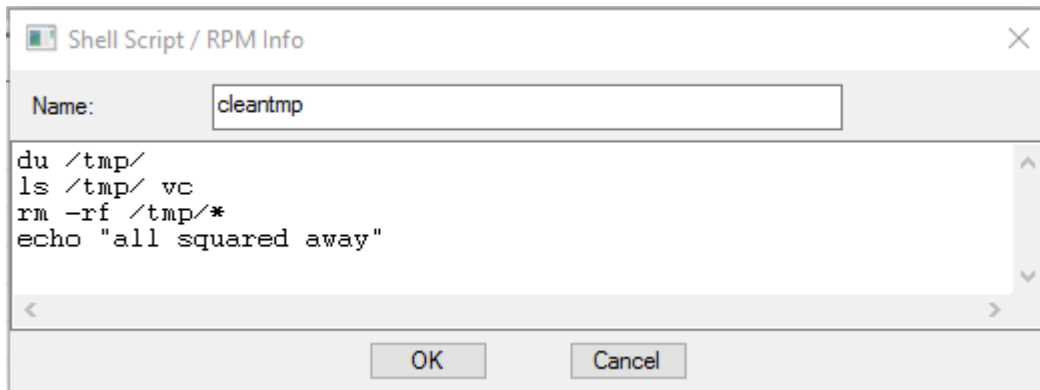 Shell Script / RPM Info
Name: cleantmp
du /tmp/
ls /tmp/ vc
rm -rf /tmp/*
echo "all squared away"
OK Cancel